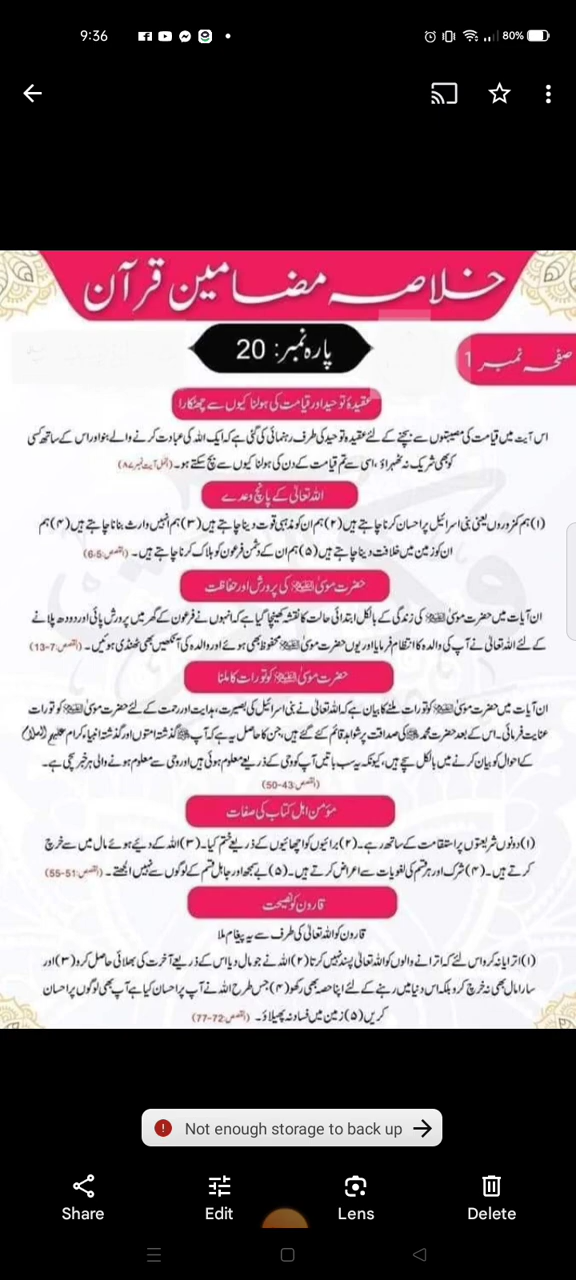 9:36
80%
خلاصہ مضامین قرآن
پارہ نمبر: 20
صفحہ نمبر 1
عقیدۂ توحید اور قیامت کی ہولناکیوں سے چھٹکارا
اس آیت میں قیامت کی مصیبتوں سے بچنے کے لئے عقیدہ توحید کی طرف رہنمائی کی گئی ہے کہ ایک اللہ کی عبادت کرنے والے بنو اور اس کے ساتھ کسی
کو بھی شریک نہ ٹھہراؤ، اسی سے تم قیامت کے دن کی ہولناکیوں سے بچ سکتے ہو۔ (النمل آیت نمبر ۸۷)
اللہ تعالیٰ کے پانچ وعدے
(۱) ہم کمزوروں یعنی بنی اسرائیل پر احسان کرنا چاہتے ہیں (۲) ہم ان کو مذہبی قوت دینا چاہتے ہیں (۳) ہم انہیں وارث بنانا چاہتے ہیں (۴) ہم
ان کو زمین میں خلافت دینا چاہتے ہیں (۵) ہم ان کے دشمن فرعون کو ہلاک کرنا چاہتے ہیں۔ (القصص:5-6)
حضرت موسیٰ کی پرورش اور حفاظت
ان آیات میں حضرت موسیٰ کی زندگی کے بالکل ابتدائی حالت کا نقشہ کھینچا گیا ہے کہ انہوں نے فرعون کے گھر میں پرورش پائی اور دودھ پلانے
کے لئے اللہ تعالیٰ نے آپ کی والدہ کا انتظام فرمایا اور یوں حضرت موسیٰ محفوظ بھی ہوئے اور والدہ کی آنکھیں بھی ٹھنڈی ہوئیں۔ (القصص:7-13)
حضرت موسیٰ کو تورات کا ملنا
ان آیات میں حضرت موسیٰ کو تورات ملنے کا بیان ہے کہ اللہ تعالیٰ نے بنی اسرائیل کی بصیرت، ہدایت اور رحمت کے لئے حضرت موسیٰ کو تورات
عنایت فرمائی۔ اس کے بعد حضرت محمد کی صداقت پر شواہد قائم کئے گئے ہیں، جن کا حاصل یہ ہے کہ آپ گذشتہ امتوں اور گذشتہ انبیاء کرام علیہم السلام
کے احوال کو بیان کرنے میں بالکل سچے ہیں، کیونکہ یہ سب باتیں آپ کو وحی کے ذریعے معلوم ہوئی ہیں اور وحی سے معلوم ہونے والی ہر خبر سچی ہے۔
(القصص:43-50)
مؤمن اہل کتاب کی صفات
(۱) دونوں شریعتوں پر استقامت کے ساتھ رہے۔ (۲) برائیوں کو اچھائیوں کے ذریعے ختم کیا۔ (۳) اللہ کے دیئے ہوئے مال میں سے خرچ
کرتے ہیں۔ (۴) شرک اور ہر قسم کی لغویات سے اعراض کرتے ہیں۔ (۵) بے سمجھ اور جاہل قسم کے لوگوں سے نہیں الجھتے۔ (القصص:51-55)
قارون کو نصیحت
قارون کو اللہ تعالیٰ کی طرف سے یہ پیغام ملا
(۱) اترایا نہ کرو اس لئے کہ اترانے والوں کو اللہ تعالیٰ پسند نہیں کرتا (۲) اللہ نے جو مال دیا اس کے ذریعے آخرت کی بھلائی حاصل کرو (۳) اور
سارا مال بھی نہ خرچ کرو بلکہ اس دنیا میں رہنے کے لئے اپنا حصہ بھی رکھو (۴) جس طرح اللہ نے آپ پر احسان کیا ہے آپ بھی لوگوں پر احسان
کریں (۵) زمین میں فساد نہ پھیلاؤ۔ (القصص:72-77)
Not enough storage to back up
Share
Edit
Lens
Delete